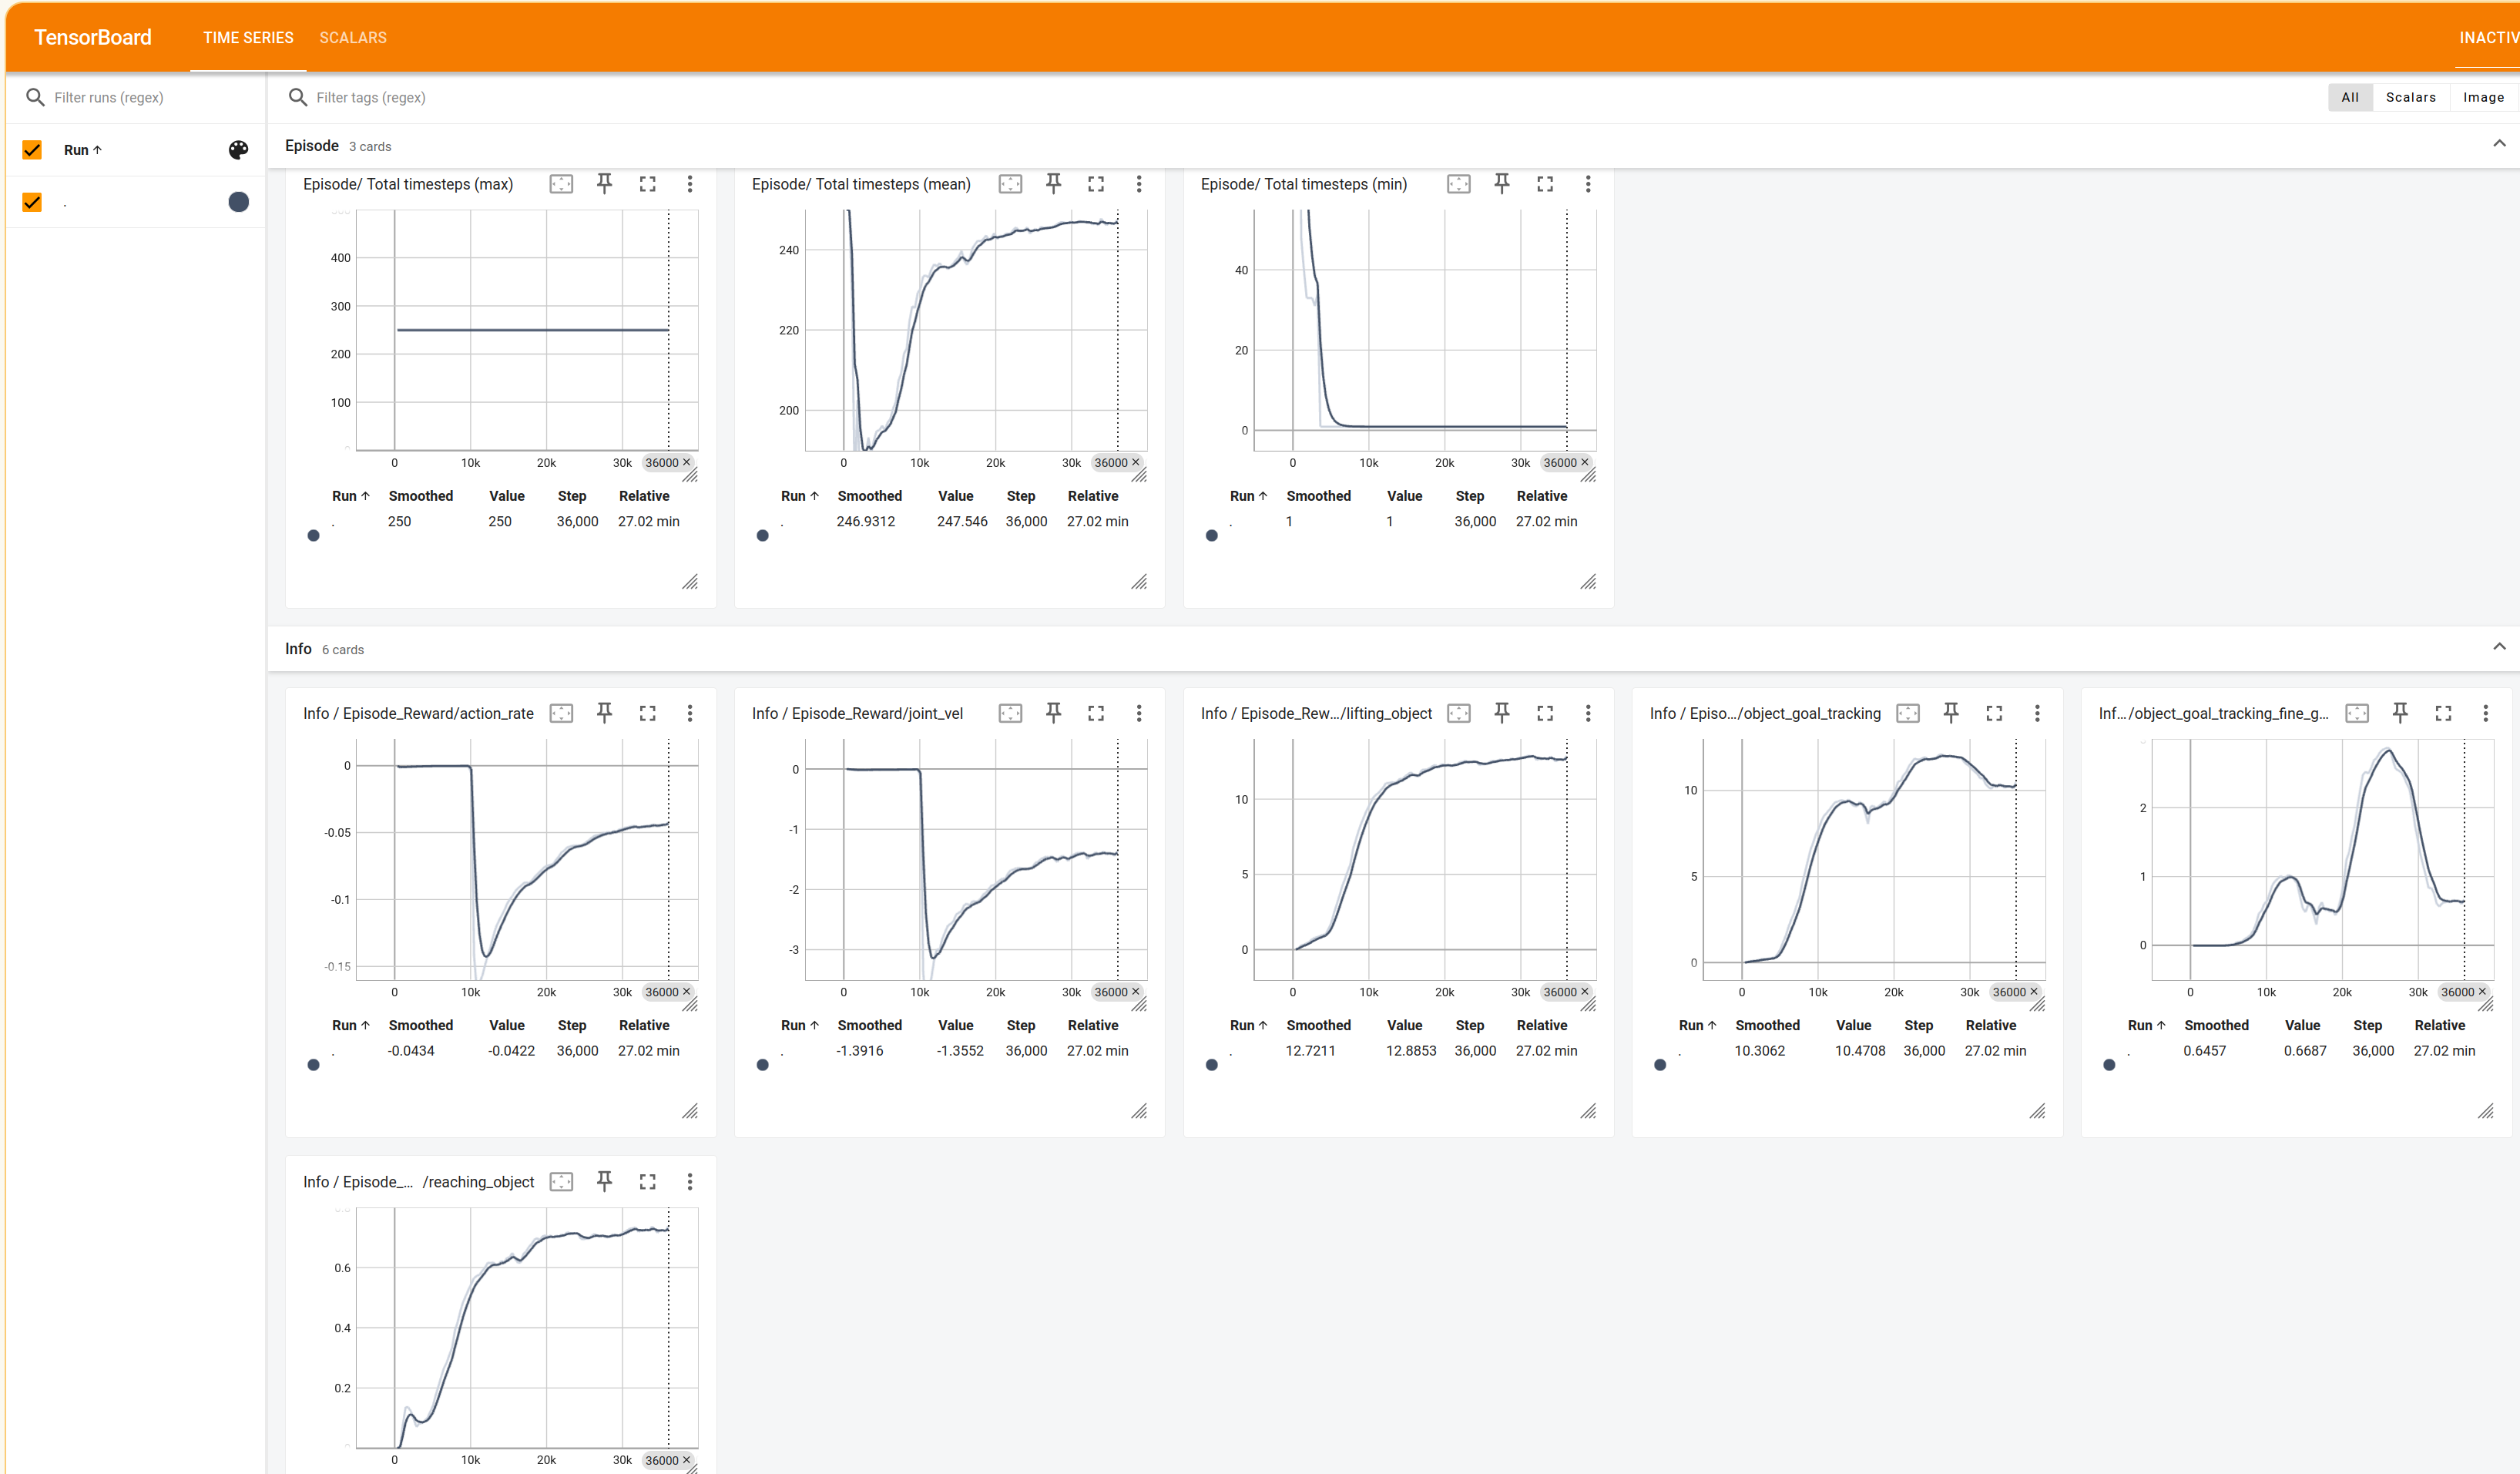 TensorBoard TIME SERIES SCALARS INACTIV
Filter runs (regex) Filter tags (regex) All Scalars Image
Run ↑ Episode 3 cards
.
Episode/ Total timesteps (max) Episode/ Total timesteps (mean) Episode/ Total timesteps (min)
400
300
200
100
0 10k 20k 30k 36000 ×
Run ↑ Smoothed Value Step Relative
. 250 250 36,000 27.02 min
240
220
200
0 10k 20k 30k 36000 ×
Run ↑ Smoothed Value Step Relative
. 246.9312 247.546 36,000 27.02 min
40
20
0
0 10k 20k 30k 36000 ×
Run ↑ Smoothed Value Step Relative
. 1 1 36,000 27.02 min
Info 6 cards
Info / Episode_Reward/action_rate
0
-0.05
-0.1
-0.15
0 10k 20k 30k 36000 ×
Run ↑ Smoothed Value Step Relative
. -0.0434 -0.0422 36,000 27.02 min
Info / Episode_Reward/joint_vel
0
-1
-2
-3
0 10k 20k 30k 36000 ×
Run ↑ Smoothed Value Step Relative
. -1.3916 -1.3552 36,000 27.02 min
Info / Episode_Rew…/lifting_object
10
5
0
0 10k 20k 30k 36000 ×
Run ↑ Smoothed Value Step Relative
. 12.7211 12.8853 36,000 27.02 min
Info / Episo…/object_goal_tracking
10
5
0
0 10k 20k 30k 36000 ×
Run ↑ Smoothed Value Step Relative
. 10.3062 10.4708 36,000 27.02 min
Inf…/object_goal_tracking_fine_g…
2
1
0
0 10k 20k 30k 36000 ×
Run ↑ Smoothed Value Step Relative
. 0.6457 0.6687 36,000 27.02 min
Info / Episode_… /reaching_object
0.6
0.4
0.2
0 10k 20k 30k 36000 ×